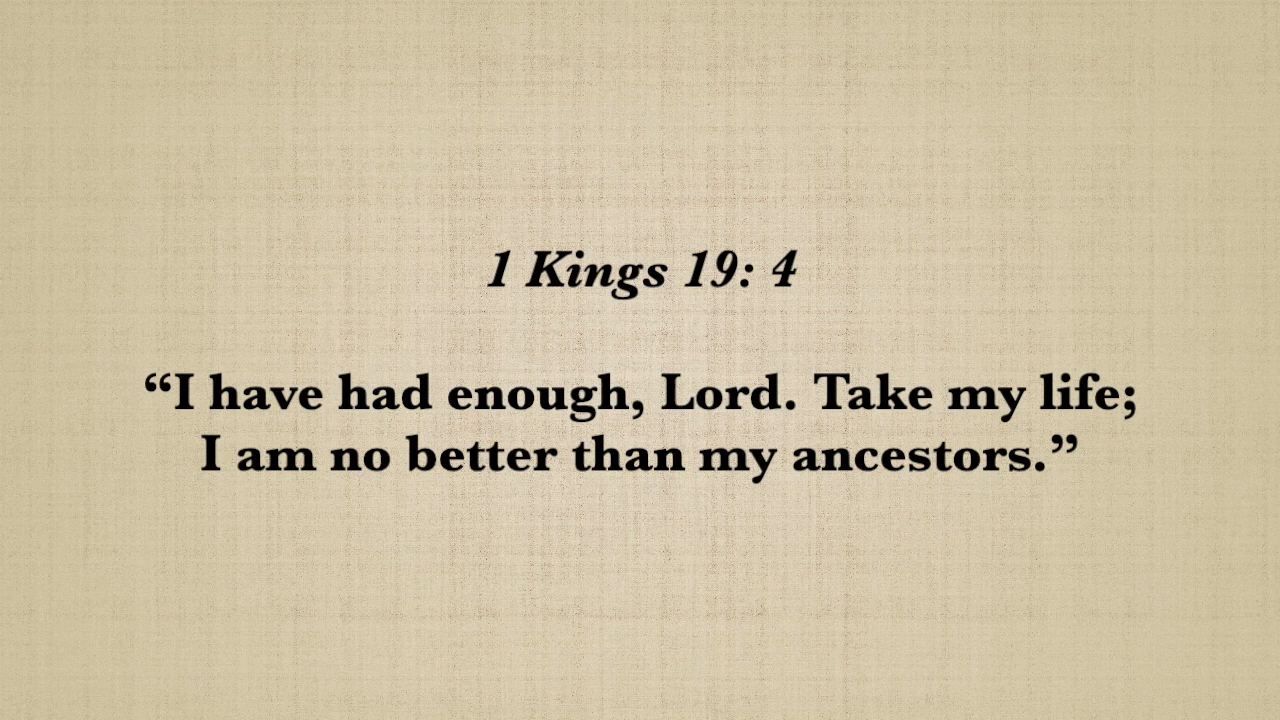 1 Kings 19: 4
“I have had enough, Lord. Take my life;
I am no better than my ancestors.”